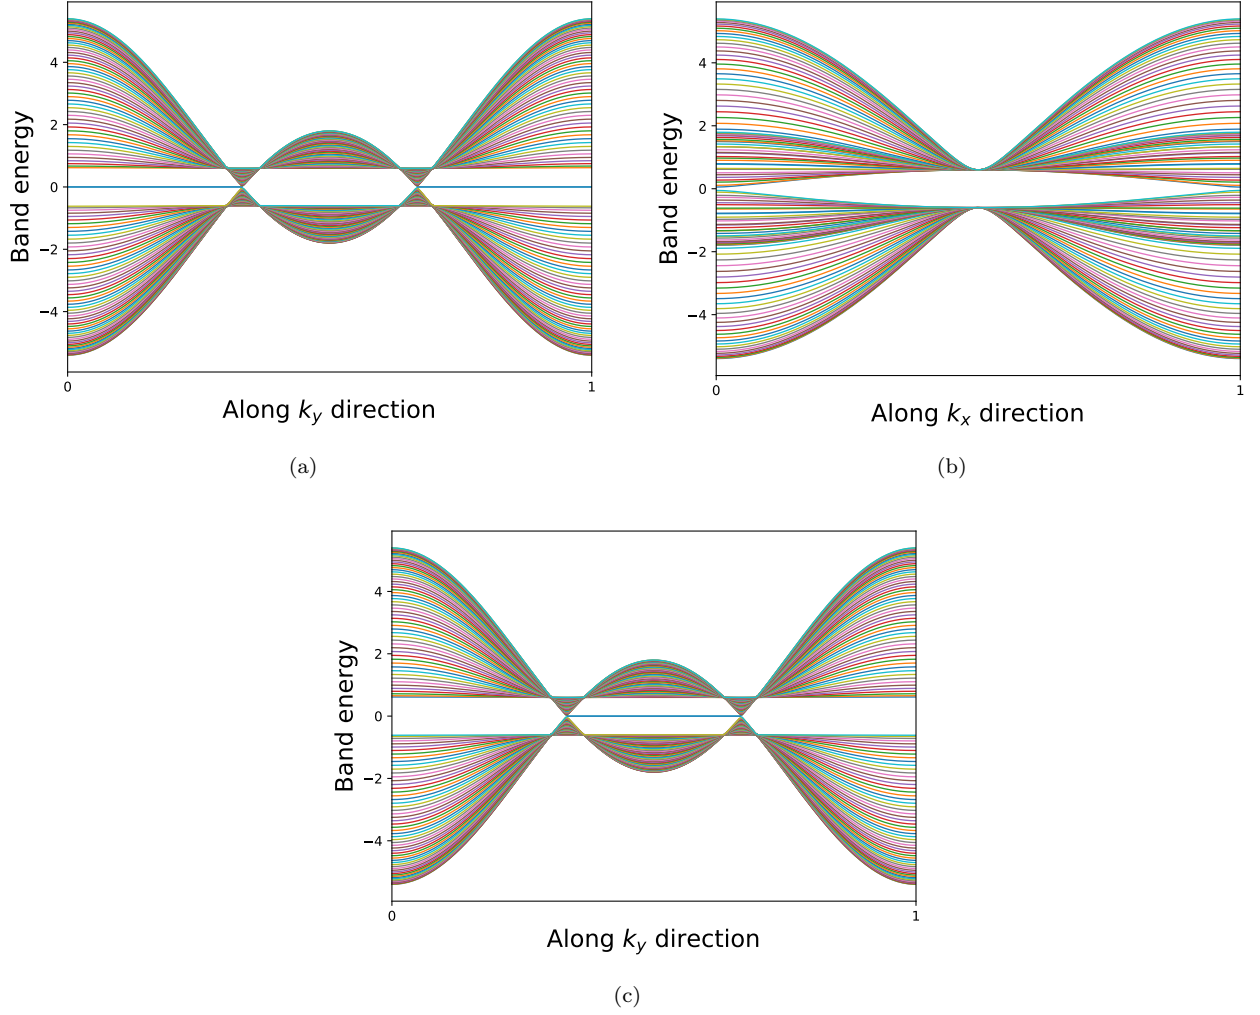 4
2
0
−2
−4
Band energy
0
1
Along k_y direction
(a)
4
2
0
−2
−4
Band energy
0
1
Along k_x direction
(b)
4
2
0
−2
−4
Band energy
0
1
Along k_y direction
(c)